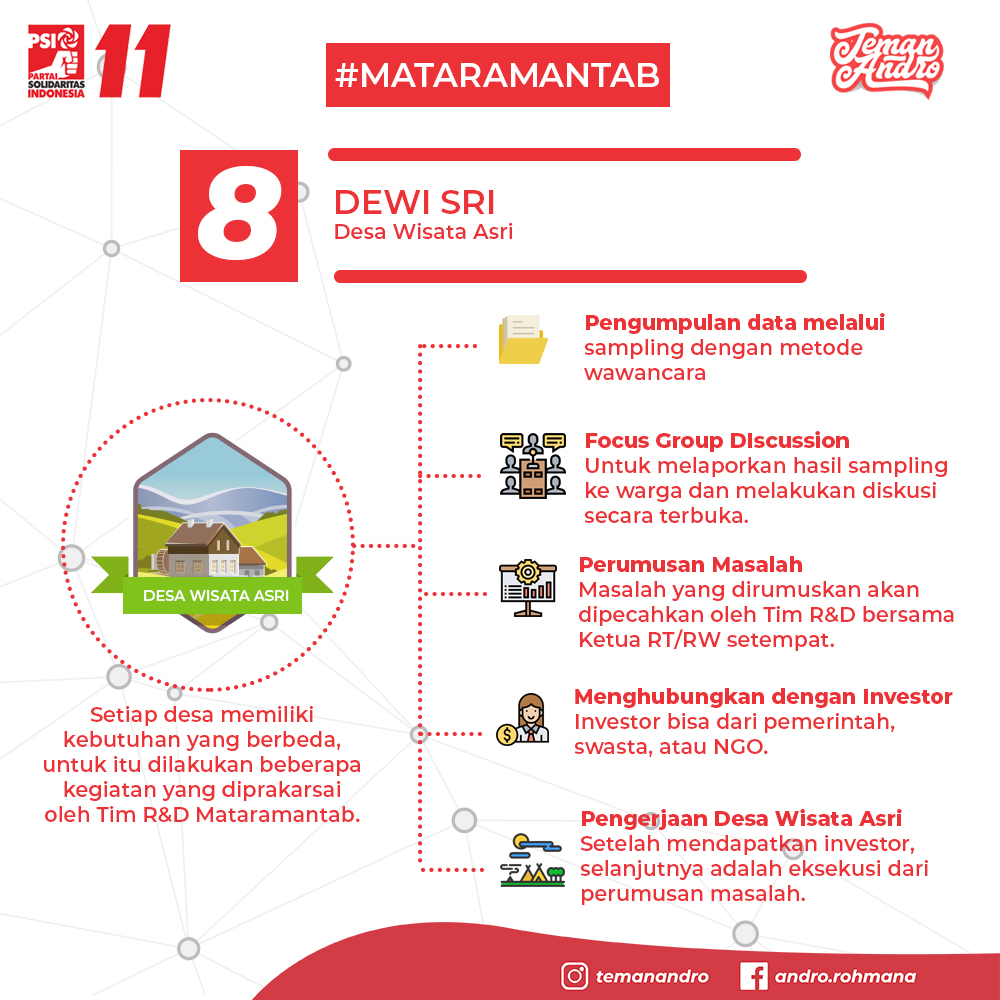 PSI
PARTAI
SOLIDARITAS
INDONESIA
11
#MATARAMANTAB
Teman
Andro
8
DEWI SRI
Desa Wisata Asri
DESA WISATA ASRI
Setiap desa memiliki
kebutuhan yang berbeda,
untuk itu dilakukan beberapa
kegiatan yang diprakarsai
oleh Tim R&D Mataramantab.
Pengumpulan data melalui
sampling dengan metode
wawancara
Focus Group DIscussion
Untuk melaporkan hasil sampling
ke warga dan melakukan diskusi
secara terbuka.
Perumusan Masalah
Masalah yang dirumuskan akan
dipecahkan oleh Tim R&D bersama
Ketua RT/RW setempat.
Menghubungkan dengan Investor
Investor bisa dari pemerintah,
swasta, atau NGO.
$
Pengerjaan Desa Wisata Asri
Setelah mendapatkan investor,
selanjutnya adalah eksekusi dari
perumusan masalah.
temanandro
andro.rohmana